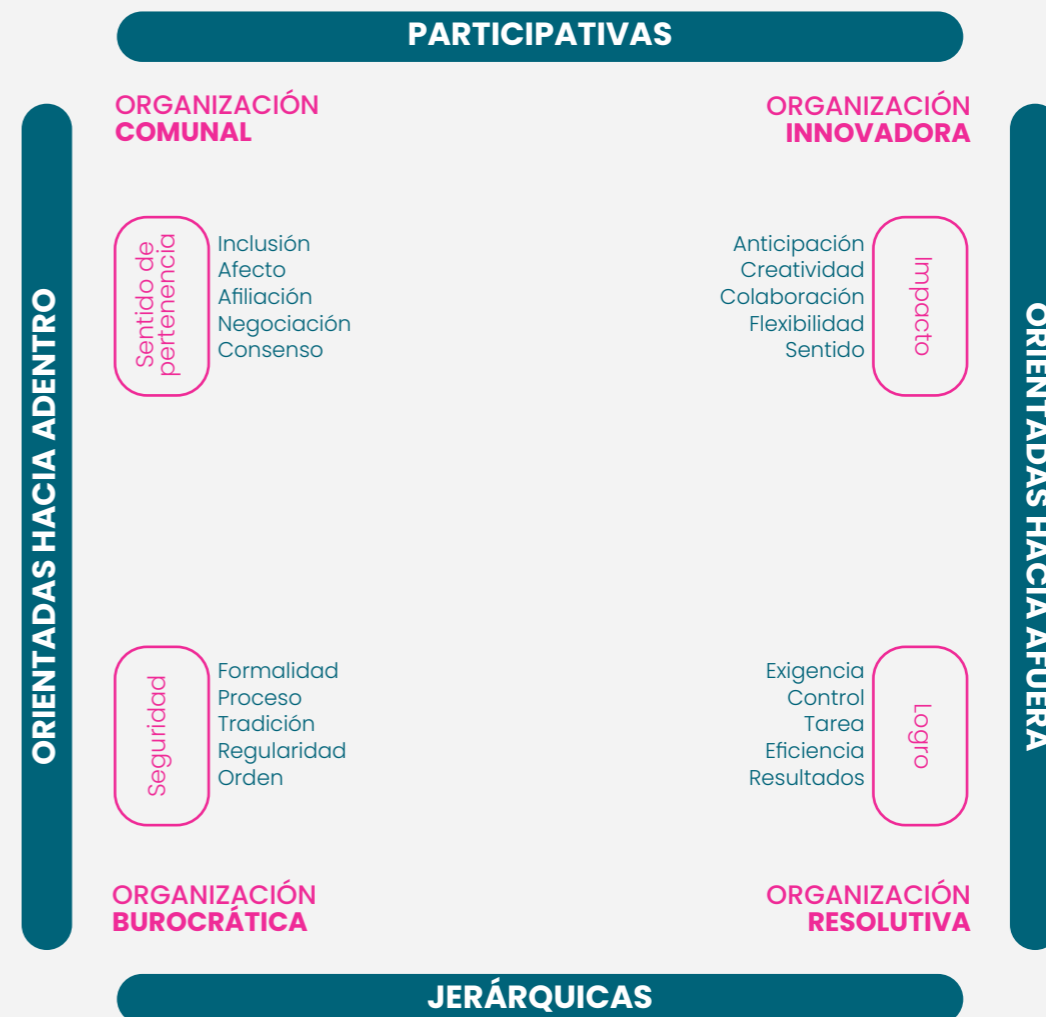 PARTICIPATIVAS
ORGANIZACIÓN
COMUNAL
ORGANIZACIÓN
INNOVADORA
ORIENTADAS HACIA ADENTRO
Sentido de
pertenencia
Inclusión
Afecto
Afiliación
Negociación
Consenso
Anticipación
Creatividad
Colaboración
Flexibilidad
Sentido
Impacto
ORIENTADAS HACIA AFUERA
Seguridad
Formalidad
Proceso
Tradición
Regularidad
Orden
Exigencia
Control
Tarea
Eficiencia
Resultados
Logro
ORGANIZACIÓN
BUROCRÁTICA
ORGANIZACIÓN
RESOLUTIVA
JERÁRQUICAS